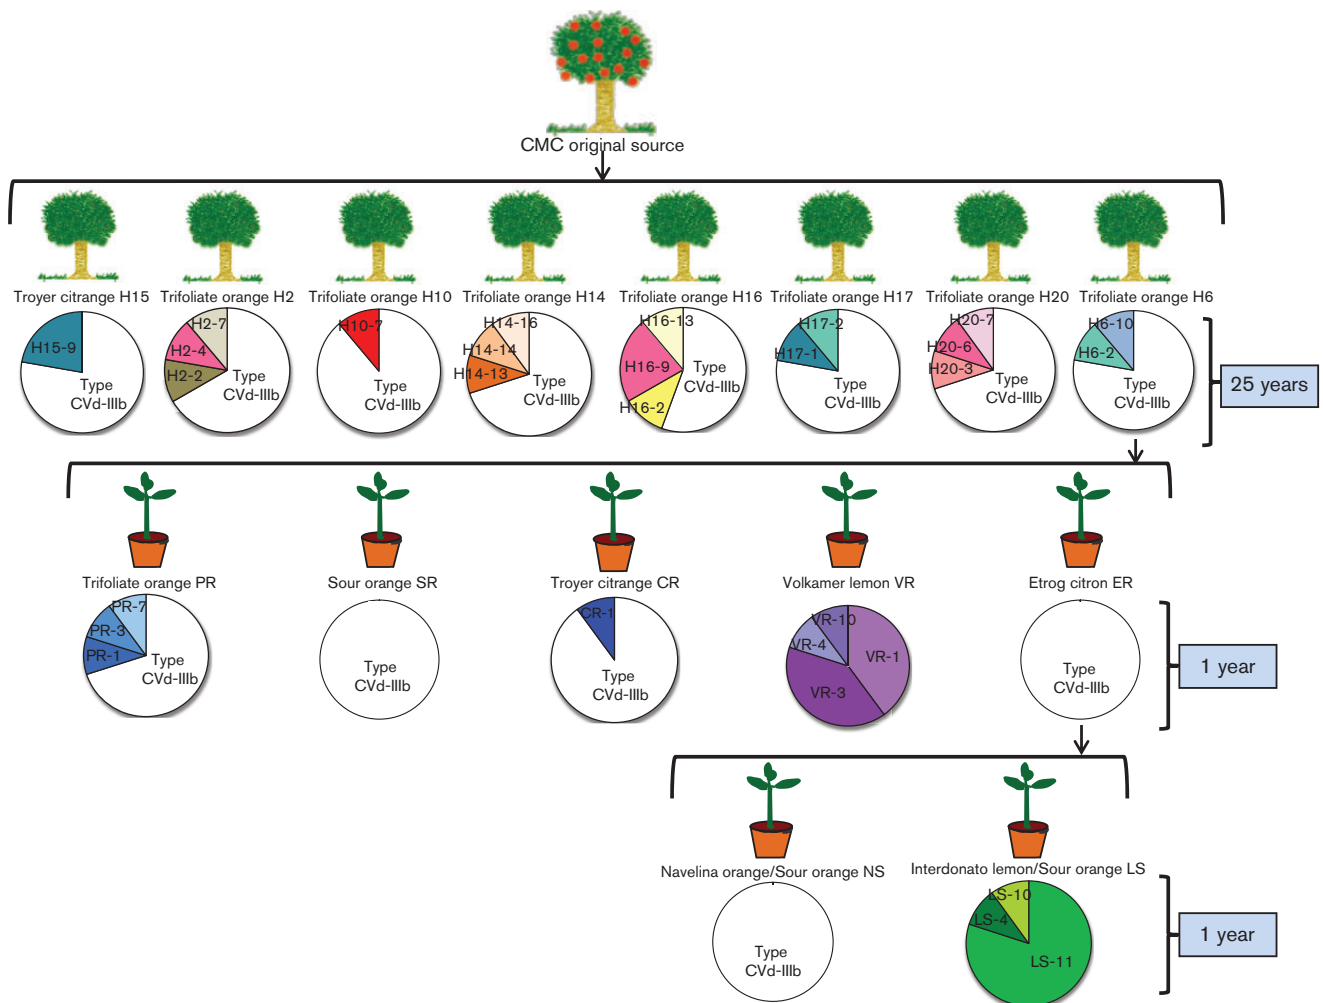 CMC original source
Troyer citrange H15
Trifoliate orange H2
Trifoliate orange H10
Trifoliate orange H14
Trifoliate orange H16
Trifoliate orange H17
Trifoliate orange H20
Trifoliate orange H6
H15-9
Type
CVd-IIIb
H2-7
H2-4
H2-2
Type
CVd-IIIb
H10-7
Type
CVd-IIIb
H14-16
H14-14
H14-13
Type
CVd-IIIb
H16-13
H16-9
H16-2
Type
CVd-IIIb
H17-2
H17-1
Type
CVd-IIIb
H20-7
H20-6
H20-3
Type
CVd-IIIb
H6-10
H6-2
Type
CVd-IIIb
25 years
Trifoliate orange PR
Sour orange SR
Troyer citrange CR
Volkamer lemon VR
Etrog citron ER
PR-7
PR-3
PR-1
Type
CVd-IIIb
Type
CVd-IIIb
CR-1
Type
CVd-IIIb
VR-10
VR-4
VR-1
VR-3
Type
CVd-IIIb
1 year
Navelina orange/Sour orange NS
Interdonato lemon/Sour orange LS
Type
CVd-IIIb
LS-10
LS-4
LS-11
1 year